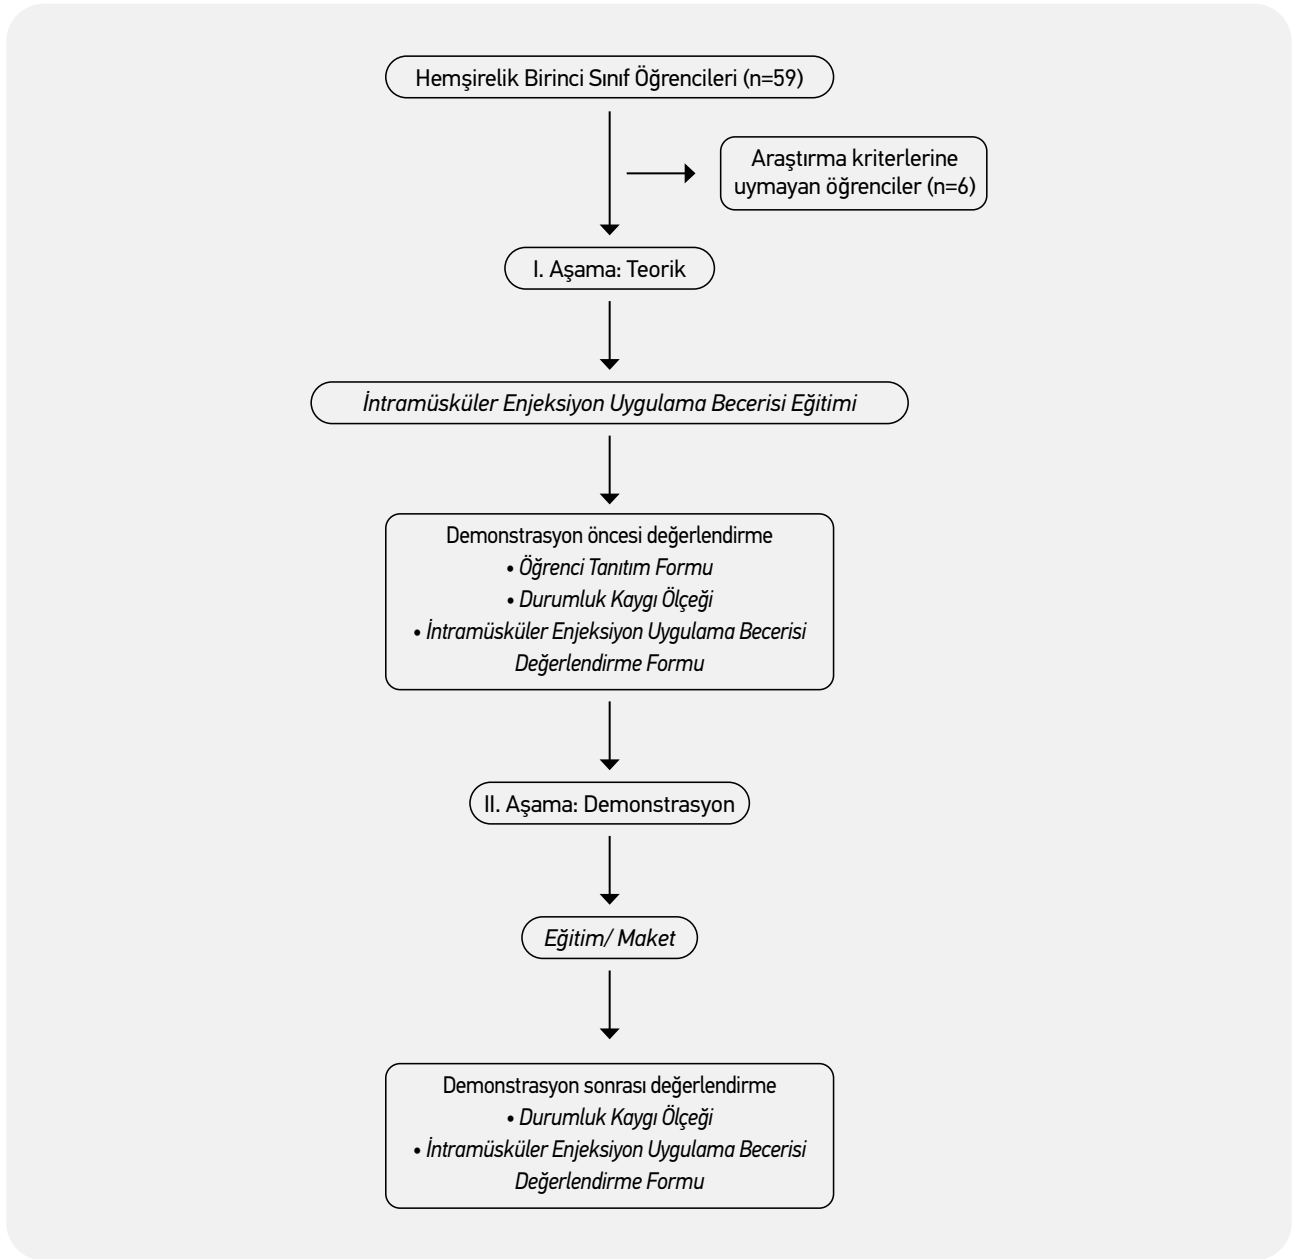 Hemşirelik Birinci Sınıf Öğrencileri (n=59)
Araştırma kriterlerine
uymayan öğrenciler (n=6)
I. Aşama: Teorik
İntramüsküler Enjeksiyon Uygulama Becerisi Eğitimi
Demonstrasyon öncesi değerlendirme
• Öğrenci Tanıtım Formu
• Durumluk Kaygı Ölçeği
• İntramüsküler Enjeksiyon Uygulama Becerisi
Değerlendirme Formu
II. Aşama: Demonstrasyon
Eğitim/ Maket
Demonstrasyon sonrası değerlendirme
• Durumluk Kaygı Ölçeği
• İntramüsküler Enjeksiyon Uygulama Becerisi
Değerlendirme Formu